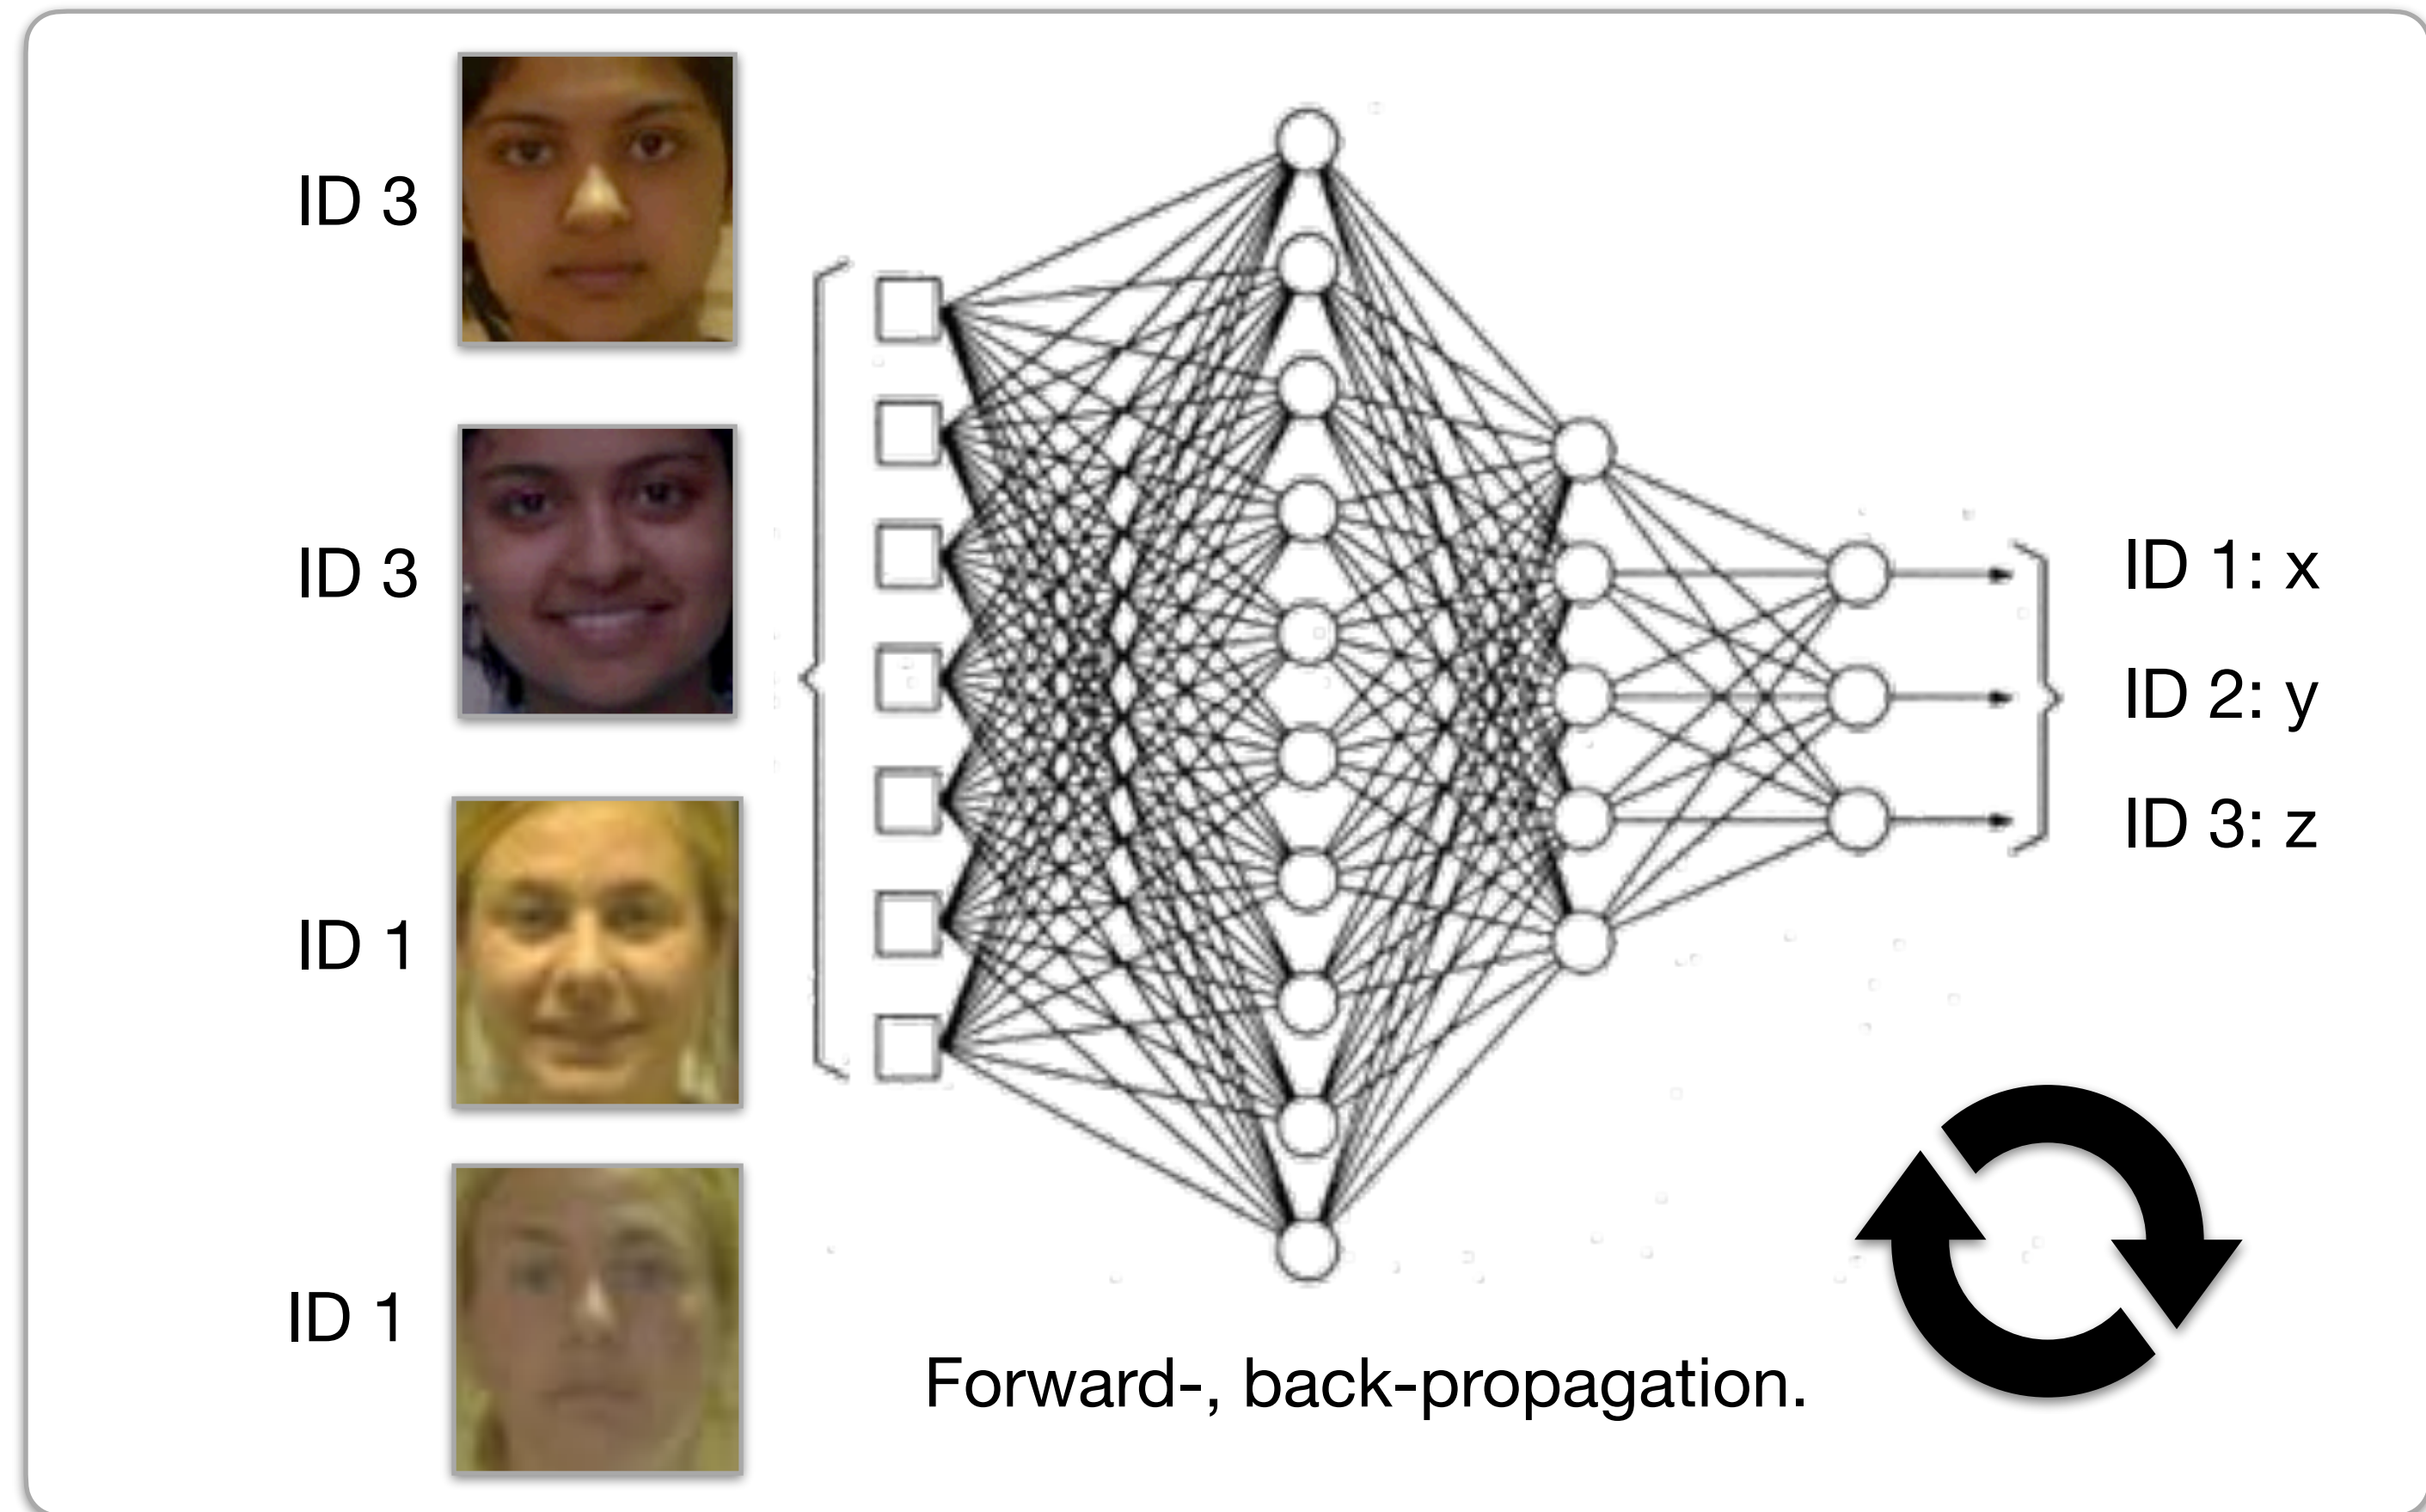 ID 3
ID 3
ID 1
ID 1
ID 1: x
ID 2: y
ID 3: z
Forward-, back-propagation.